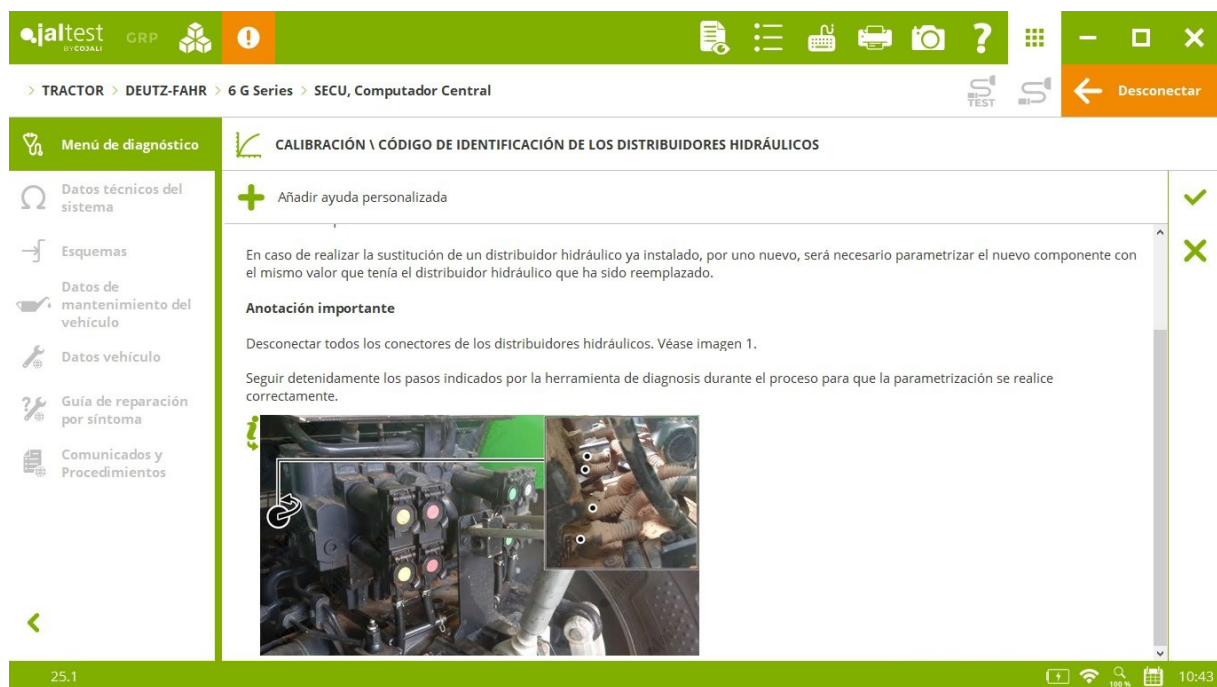 jaltest GRP
BY COJALI
> TRACTOR > DEUTZ-FAHR > 6 G Series > SECU, Computador Central
TEST
Desconectar
Menú de diagnóstico
Datos técnicos del
sistema
Esquemas
Datos de
mantenimiento del
vehículo
Datos vehículo
Guía de reparación
por síntoma
Comunicados y
Procedimientos
CALIBRACIÓN \ CÓDIGO DE IDENTIFICACIÓN DE LOS DISTRIBUIDORES HIDRÁULICOS
Añadir ayuda personalizada
En caso de realizar la sustitución de un distribuidor hidráulico ya instalado, por uno nuevo, será necesario parametrizar el nuevo componente con
el mismo valor que tenía el distribuidor hidráulico que ha sido reemplazado.
Anotación importante
Desconectar todos los conectores de los distribuidores hidráulicos. Véase imagen 1.
Seguir detenidamente los pasos indicados por la herramienta de diagnosis durante el proceso para que la parametrización se realice
correctamente.
25.1
100 %
10:43